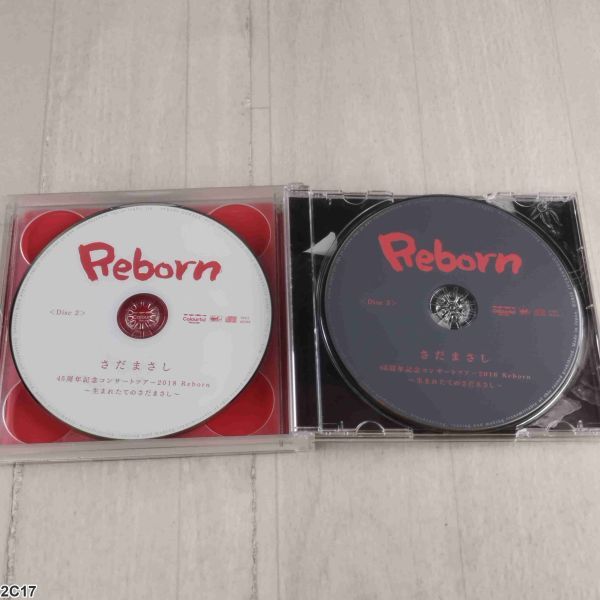 Reborn
<Disc 2>
Colourful
さだまさし
45周年記念コンサートツアー2018 Reborn
～生まれたてのさだまさし～
Reborn
<Disc 3>
Colourful
さだまさし
45周年記念コンサートツアー2018 Reborn
～生まれたてのさだまさし～
2C17